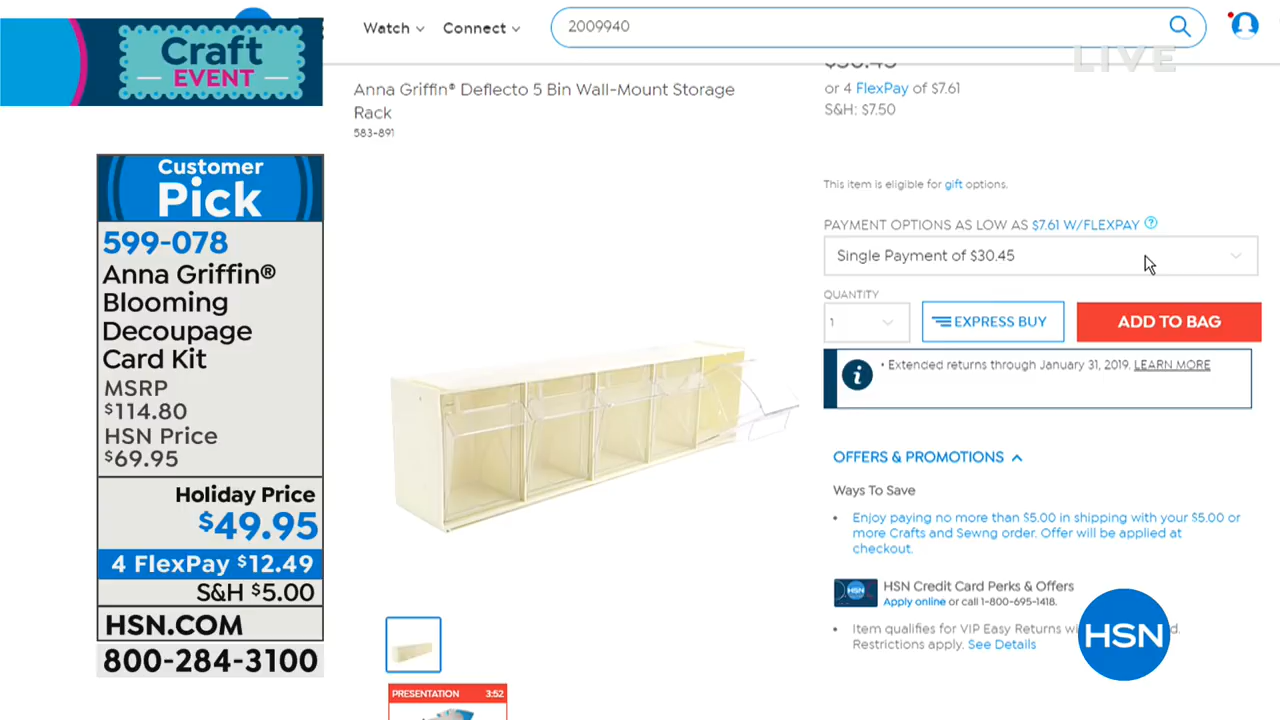 Craft
EVENT
Customer
Pick
599-078
Anna Griffin®
Blooming
Decoupage
Card Kit
MSRP
$114.80
HSN Price
$69.95
Holiday Price
$49.95
4 FlexPay $12.49
S&H $5.00
HSN.COM
800-284-3100
Watch
Connect
2009940
LIVE
Anna Griffin® Deflecto 5 Bin Wall-Mount Storage
Rack
583-891
$30.45
or 4 FlexPay of $7.61
S&H: $7.50
This item is eligible for gift options.
PAYMENT OPTIONS AS LOW AS $7.61 W/FLEXPAY ?
Single Payment of $30.45
QUANTITY
1
EXPRESS BUY
ADD TO BAG
• Extended returns through January 31, 2019. LEARN MORE
OFFERS & PROMOTIONS
Ways To Save
• Enjoy paying no more than $5.00 in shipping with your $5.00 or
more Crafts and Sewng order. Offer will be applied at
checkout.
HSN
HSN Credit Card Perks & Offers
Apply online or call 1-800-695-1418.
• Item qualifies for VIP Easy Returns
Restrictions apply. See Details
HSN
PRESENTATION 3:52